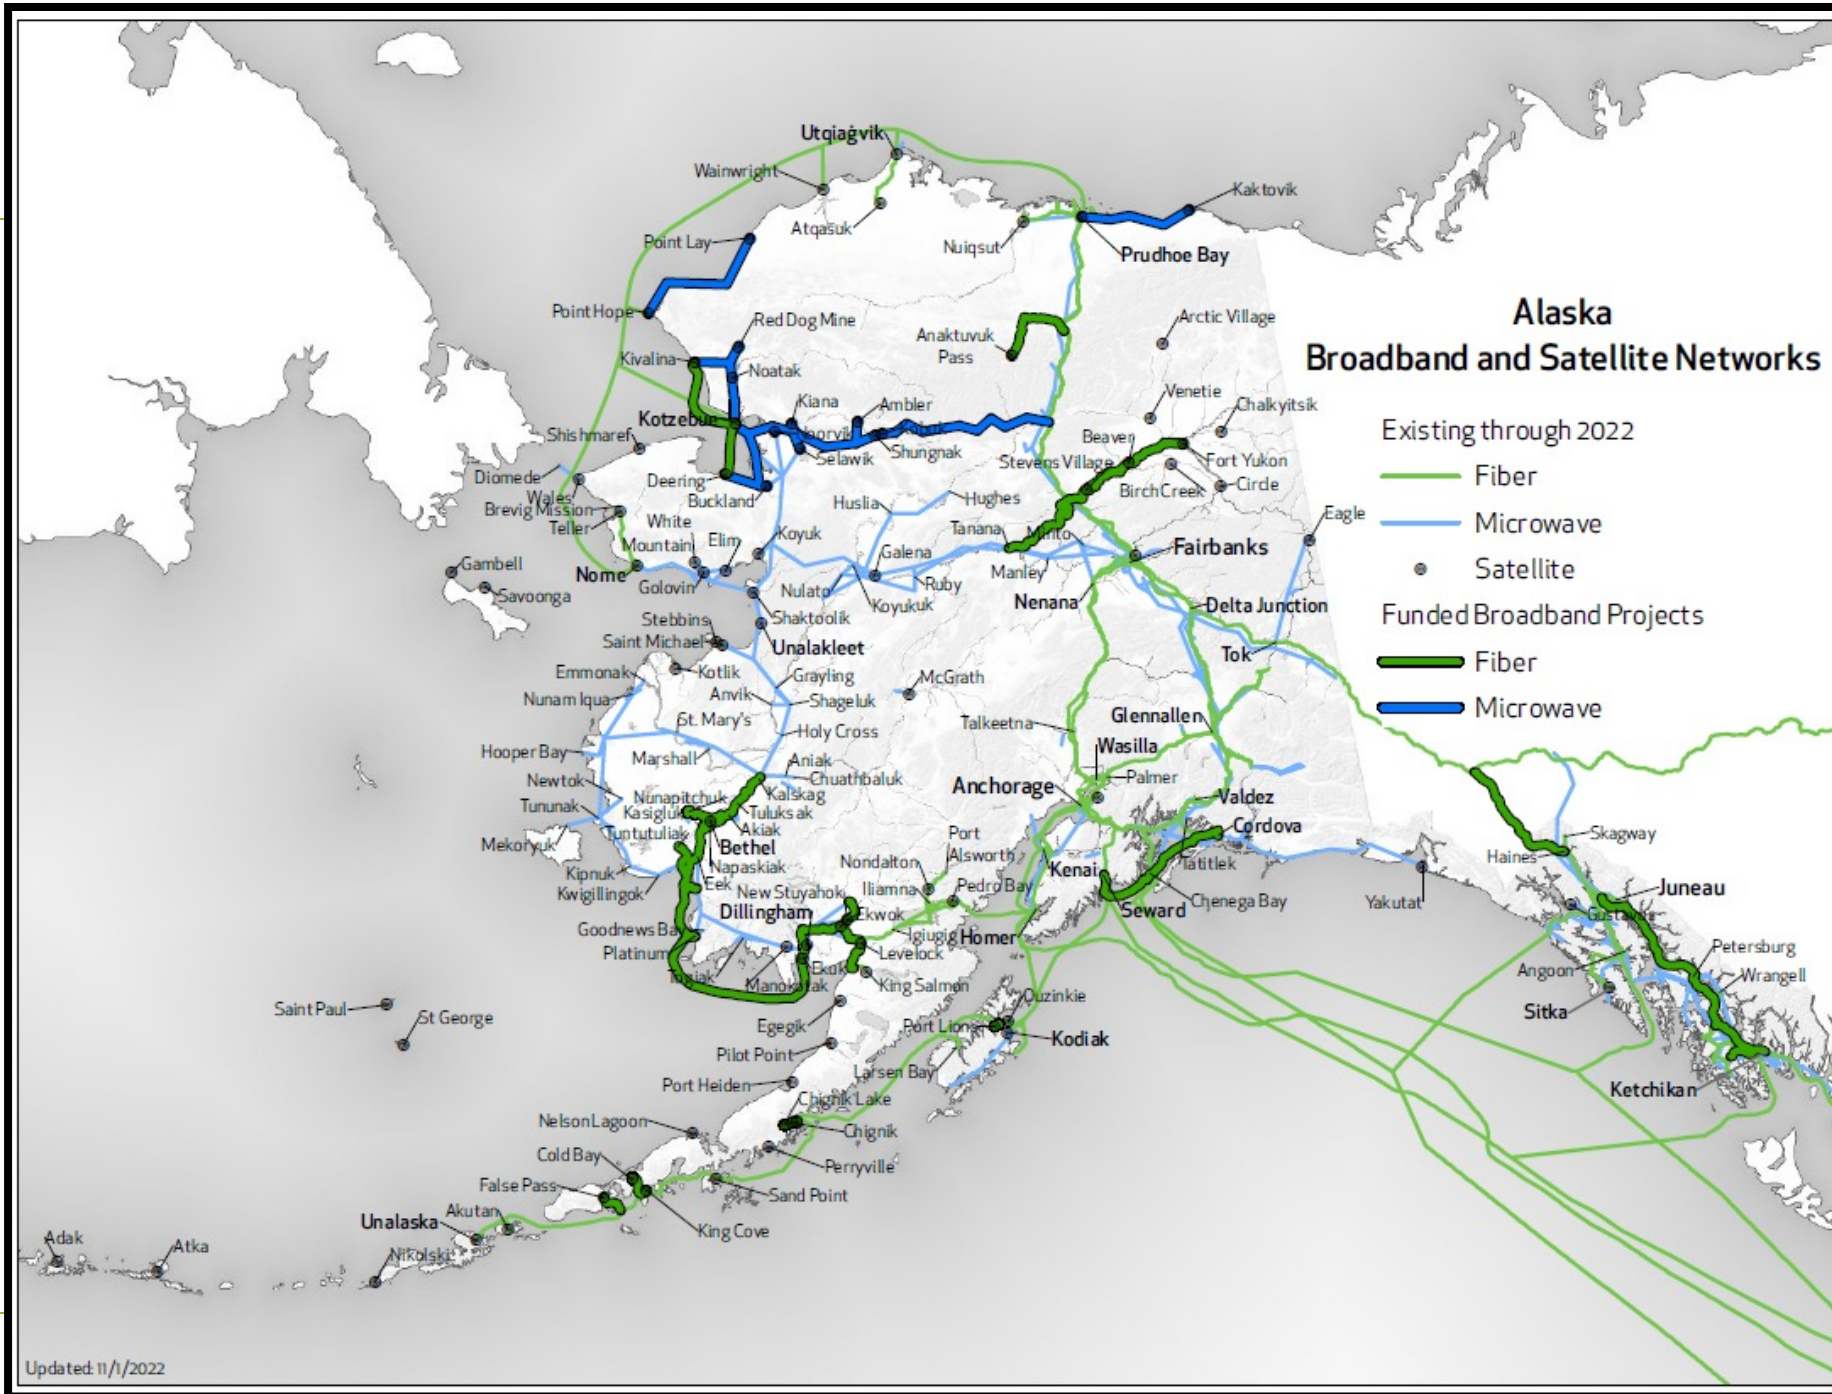 Alaska
Broadband and Satellite Networks
Existing through 2022
Fiber
Microwave
Satellite
Funded Broadband Projects
Fiber
Microwave
Utqiaġvik
Wainwright
Kaktovik
Atqasuk
Point Lay
Nuiqsut
Prudhoe Bay
Point Hope
Red Dog Mine
Arctic Village
Anaktuvuk
Pass
Kivalina
Noatak
Venetie
Kiana
Ambler
Chalkyitsik
Kotzebue
Shishmaref
Beaver
Selawik
Shungnak
Stevens Village
Fort Yukon
Diomede
Deering
Birch Creek
Circle
Wales
Buckland
Brevig Mission
Huslia
Hughes
Teller
White
Mountain
Elim
Koyuk
Tanana
Minto
Eagle
Fairbanks
Gambell
Galena
Nome
Manley
Savoonga
Golovin
Nulato
Ruby
Koyukuk
Nenana
Delta Junction
Stebbins
Shaktoolik
Saint Michael
Unalakleet
Tok
Emmonak
Kotlik
Grayling
McGrath
Nunam Iqua
Anvik
Shageluk
St. Mary's
Talkeetna
Glennallen
Holy Cross
Wasilla
Hooper Bay
Marshall
Aniak
Chuathbaluk
Palmer
Newtok
Anchorage
Nunapitchuk
Kalskag
Valdez
Tununak
Kasigluk
Tuluksak
Cordova
Tuntutuliak
Akiak
Port
Alsworth
Skagway
Mekoryuk
Bethel
Haines
Nondalton
Tatitlek
Kipnuk
Napaskiak
Kenai
Kwigillingok
Eek
New Stuyahok
Iliamna
Pedro Bay
Juneau
Chenega Bay
Yakutat
Seward
Dillingham
Ekwok
Gustavus
Goodnews Bay
Igiugig
Homer
Platinum
Levelock
Petersburg
Togiak
Manokotak
Ekuk
King Salmon
Angoon
Wrangell
Saint Paul
Ouzinkie
Sitka
St George
Egegik
Port Lions
Kodiak
Pilot Point
Larsen Bay
Port Heiden
Ketchikan
Chignik Lake
Nelson Lagoon
Chignik
Cold Bay
Perryville
False Pass
Sand Point
Akutan
Unalaska
King Cove
Adak
Atka
Nikolski
Updated: 11/1/2022